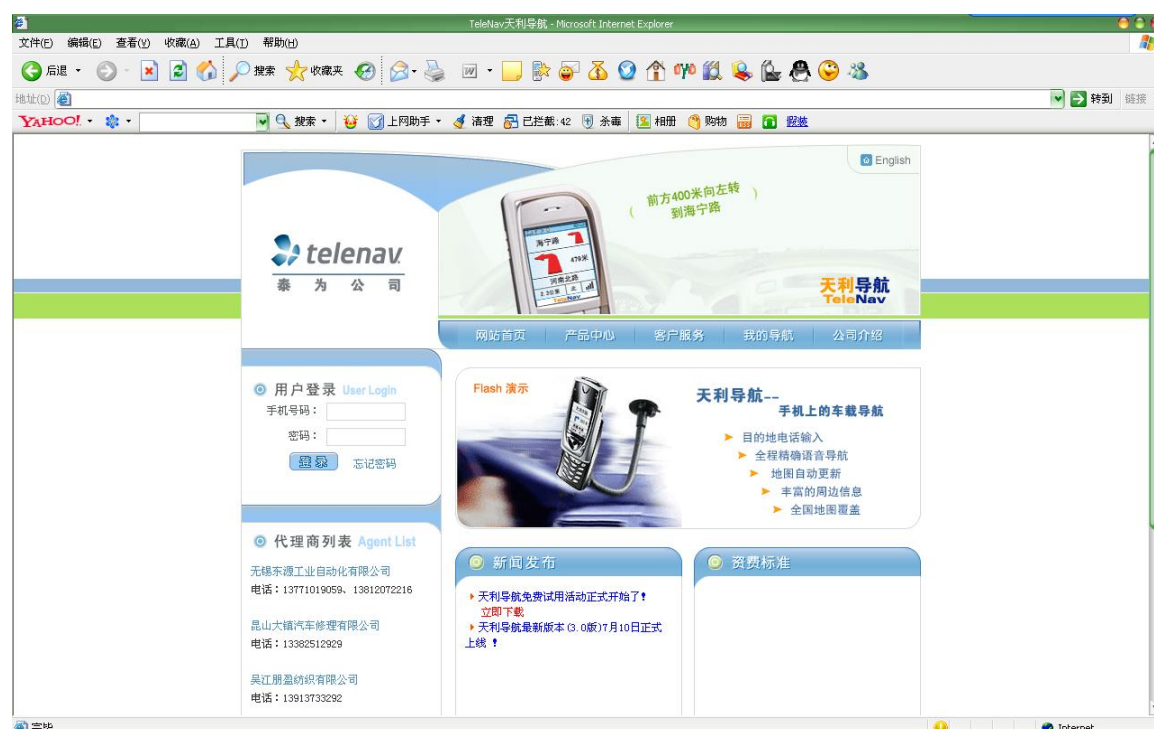 TeleNav天利导航 - Microsoft Internet Explorer
文件(F) 编辑(E) 查看(V) 收藏(A) 工具(T) 帮助(H)
后退 搜索 收藏夹
地址(D) 转到 链接
YAHOO! 搜索 上网助手 清理 已拦截:42 杀毒 相册 购物
English
前方400米向左转
到海宁路
海宁路
479米
河南北路
TeleNav
telenav
泰为公司
天利导航
TeleNav
网站首页 产品中心 客户服务 我的导航 公司介绍
用户登录 User Login
手机号码：
密码：
登录 忘记密码
Flash 演示
天利导航--
手机上的车载导航
目的地电话输入
全程精确语音导航
地图自动更新
丰富的周边信息
全国地图覆盖
代理商列表 Agent List
无锡东源工业自动化有限公司
电话：13771019059、13812072216
昆山大镇汽车修理有限公司
电话：13382512929
吴江朋盈纺织有限公司
电话：13913733292
新闻发布
天利导航免费试用活动正式开始了！
立即下载
天利导航最新版本(3.0版)7月10日正式
上线！
资费标准
完毕 Internet